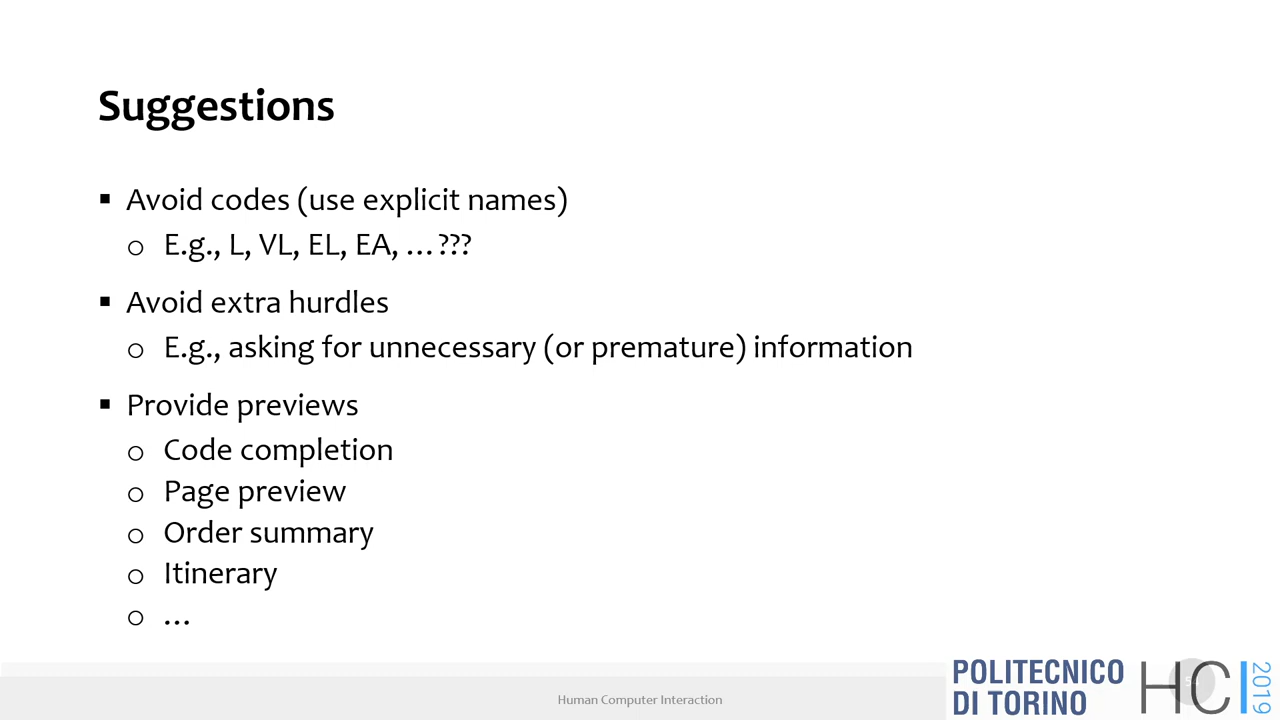 Suggestions
▪ Avoid codes (use explicit names)
o E.g., L, VL, EL, EA, …???
▪ Avoid extra hurdles
o E.g., asking for unnecessary (or premature) information
▪ Provide previews
o Code completion
o Page preview
o Order summary
o Itinerary
o …
Human Computer Interaction
POLITECNICO
DI TORINO
HCI
2019